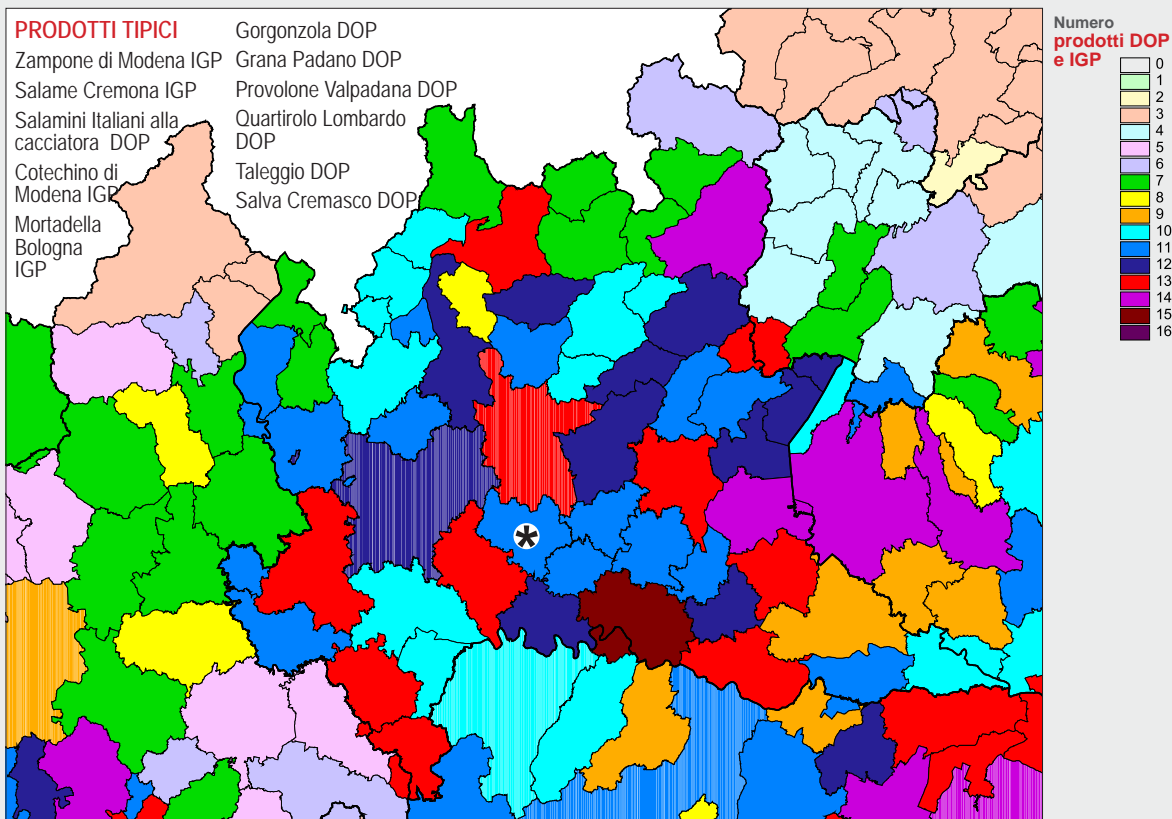 PRODOTTI TIPICI
Zampone di Modena IGP
Salame Cremona IGP
Salamini Italiani alla
cacciatora DOP
Cotechino di
Modena IGP
Mortadella
Bologna
IGP
Gorgonzola DOP
Grana Padano DOP
Provolone Valpadana DOP
Quartirolo Lombardo
DOP
Taleggio DOP
Salva Cremasco DOP
Numero
prodotti DOP
e IGP
0
1
2
3
4
5
6
7
8
9
10
11
12
13
14
15
16
*